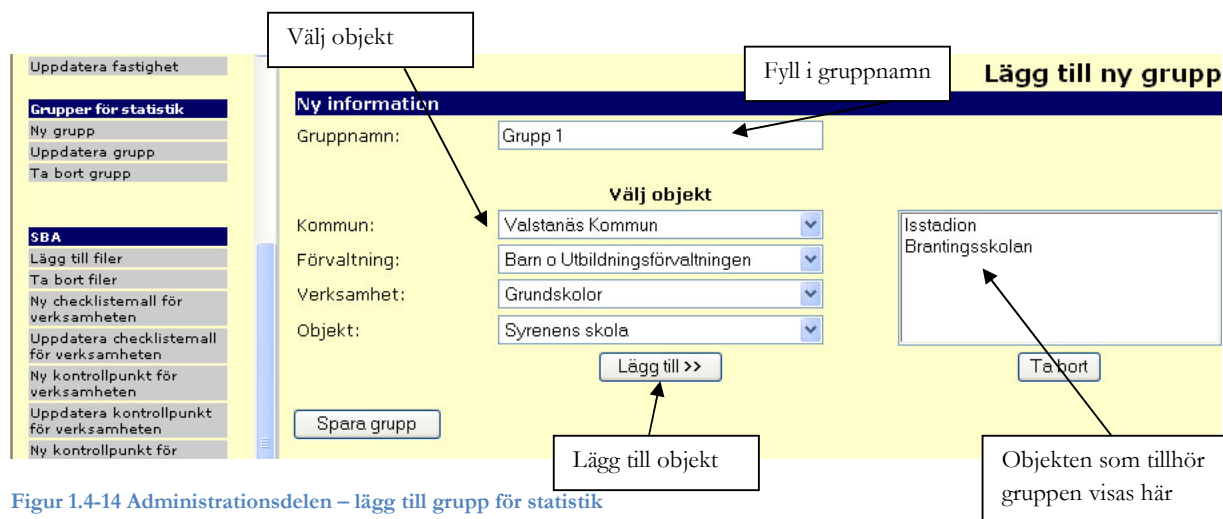 Välj objekt
Fyll i gruppnamn
Uppdatera fastighet
Grupper för statistik
Ny grupp
Uppdatera grupp
Ta bort grupp
SBA
Lägg till filer
Ta bort filer
Ny checklistemall för
verksamheten
Uppdatera checklistemall
för verksamheten
Ny kontrollpunkt för
verksamheten
Uppdatera kontrollpunkt
för verksamheten
Ny kontrollpunkt för
Lägg till ny grupp
Ny information
Gruppnamn: Grupp 1
Välj objekt
Kommun: Valstanäs Kommun
Förvaltning: Barn o Utbildningsförvaltningen
Verksamhet: Grundskolor
Objekt: Syrenens skola
Lägg till >>
Isstadion
Brantingsskolan
Ta bort
Spara grupp
Lägg till objekt
Objekten som tillhör
gruppen visas här
Figur 1.4-14 Administrationsdelen – lägg till grupp för statistik